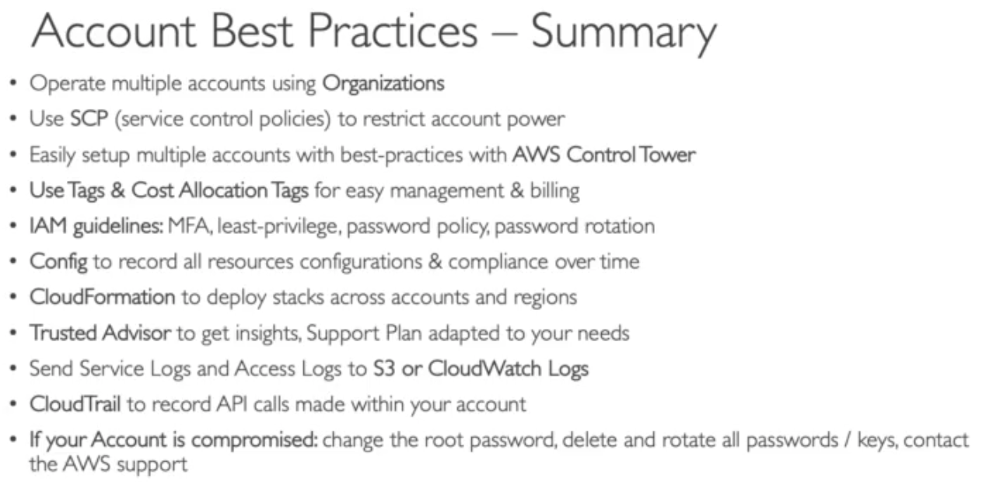 Account Best Practices – Summary
• Operate multiple accounts using Organizations
• Use SCP (service control policies) to restrict account power
• Easily setup multiple accounts with best-practices with AWS Control Tower
• Use Tags & Cost Allocation Tags for easy management & billing
• IAM guidelines: MFA, least-privilege, password policy, password rotation
• Config to record all resources configurations & compliance over time
• CloudFormation to deploy stacks across accounts and regions
• Trusted Advisor to get insights, Support Plan adapted to your needs
• Send Service Logs and Access Logs to S3 or CloudWatch Logs
• CloudTrail to record API calls made within your account
• If your Account is compromised: change the root password, delete and rotate all passwords / keys, contact
the AWS support